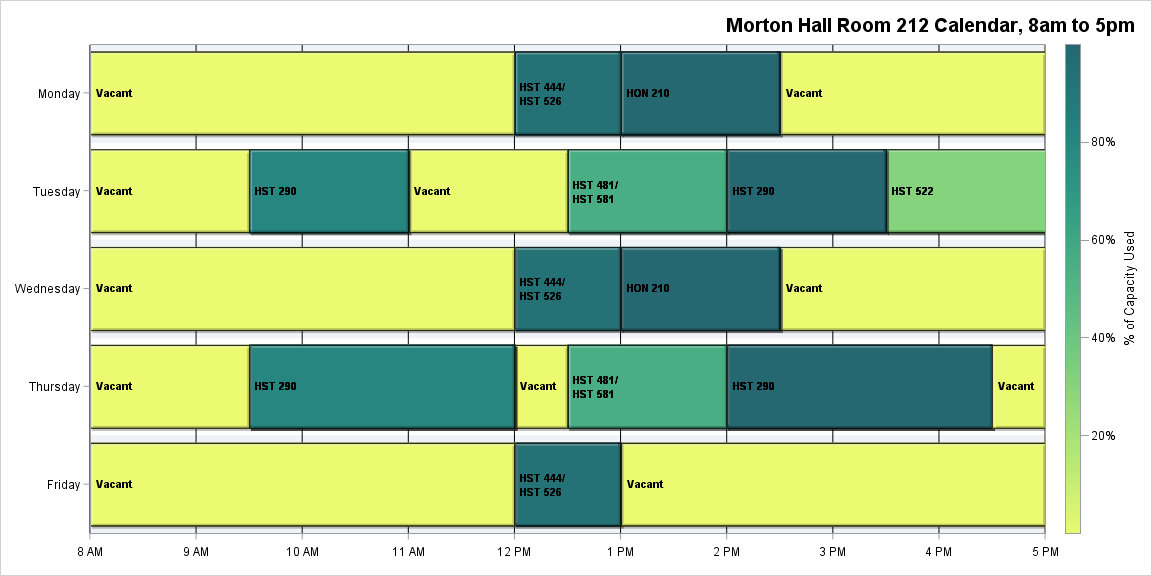 Morton Hall Room 212 Calendar, 8am to 5pm
Monday
Vacant
HST 444/
HST 526
HON 210
Vacant
Tuesday
Vacant
HST 290
Vacant
HST 481/
HST 581
HST 290
HST 522
Wednesday
Vacant
HST 444/
HST 526
HON 210
Vacant
Thursday
Vacant
HST 290
Vacant
HST 481/
HST 581
HST 290
Vacant
Friday
Vacant
HST 444/
HST 526
Vacant
8 AM
9 AM
10 AM
11 AM
12 PM
1 PM
2 PM
3 PM
4 PM
5 PM
80%
60%
40%
20%
% of Capacity Used